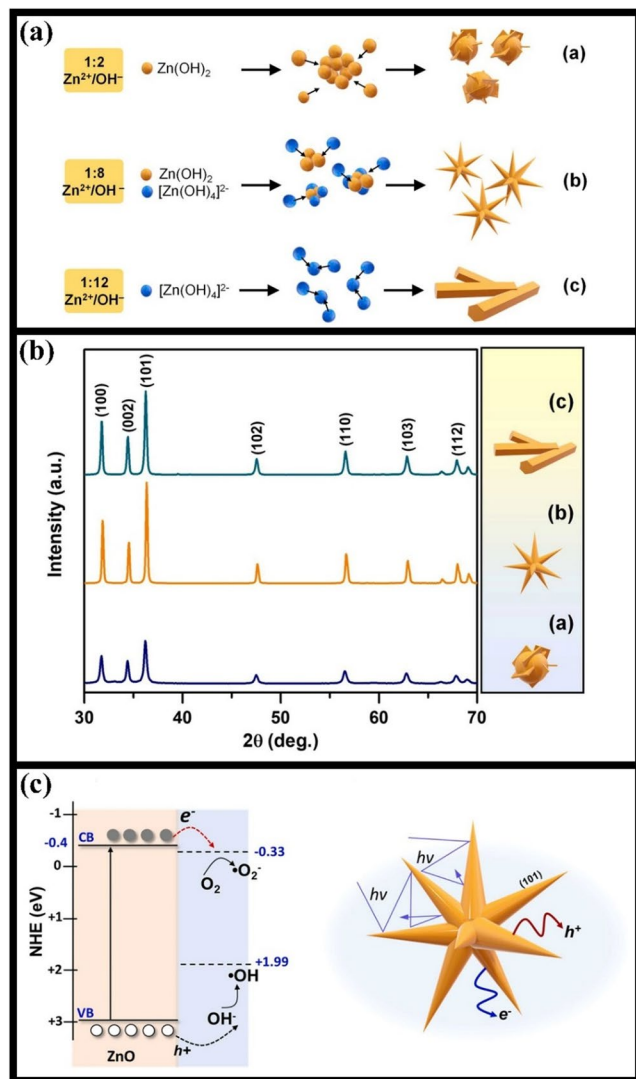 (a)
1:2
Zn²⁺/OH⁻
Zn(OH)₂
(a)
1:8
Zn²⁺/OH⁻
Zn(OH)₂
[Zn(OH)₄]²⁻
(b)
1:12
Zn²⁺/OH⁻
[Zn(OH)₄]²⁻
(c)
(b)
Intensity (a.u.)
(100)
(002)
(101)
(102)
(110)
(103)
(112)
30 40 50 60 70
2θ (deg.)
(c)
(b)
(a)
(c)
NHE (eV)
-1
-0.4
0
+1
+2
+3
CB
VB
e⁻
-0.33
O₂
•O₂⁻
+1.99
•OH
OH⁻
h+
ZnO
hv
hv
(101)
h⁺
e⁻